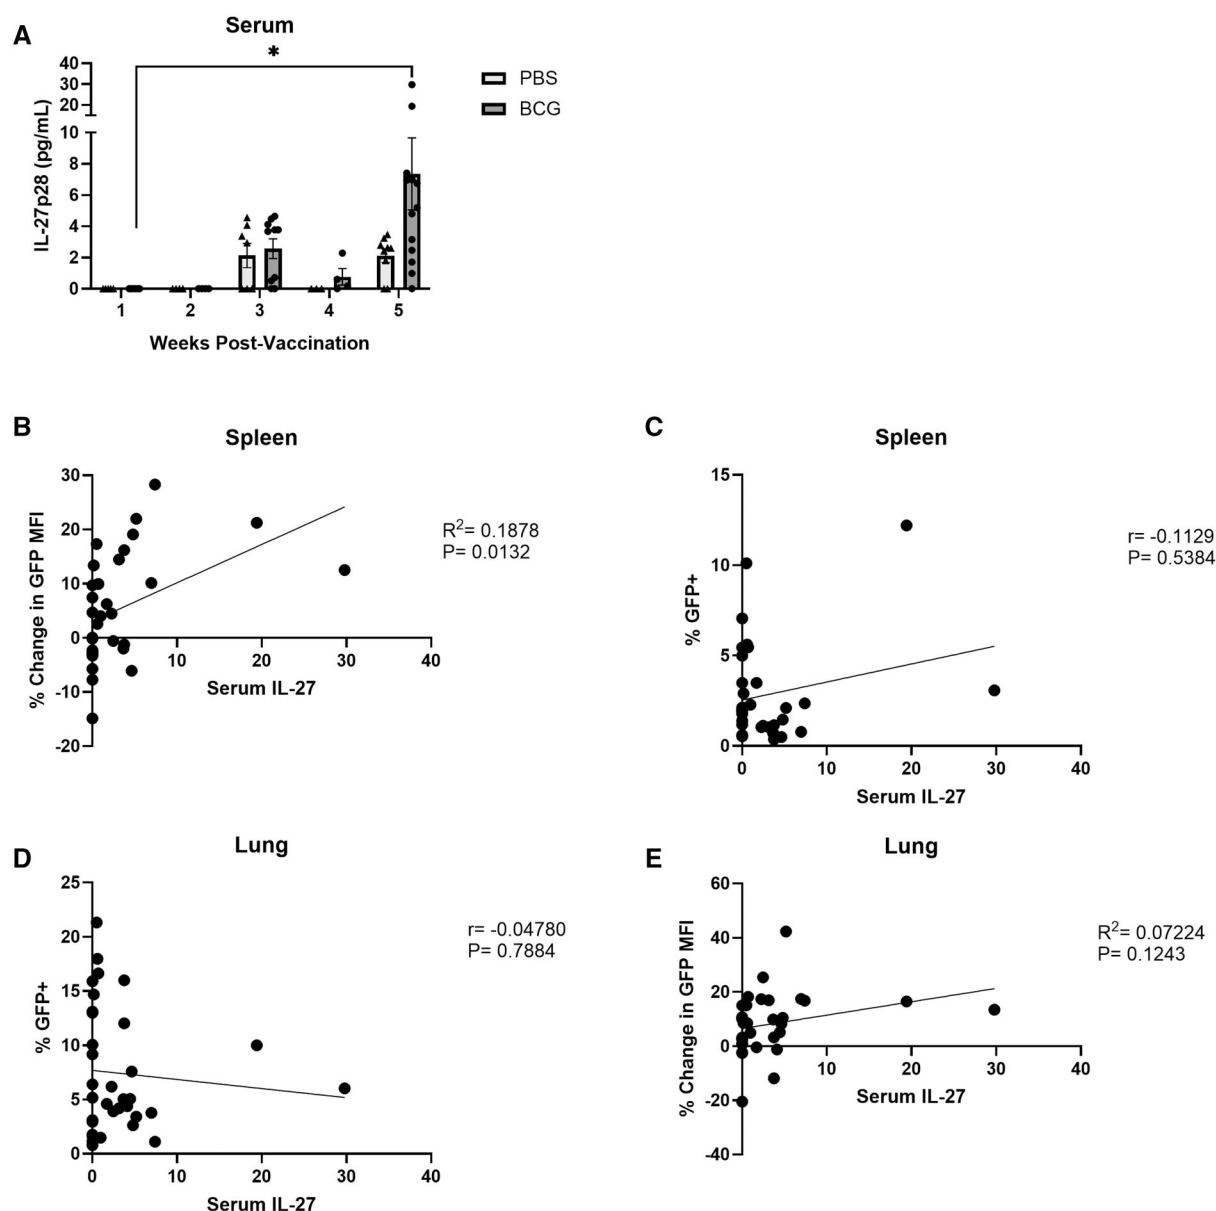 A
Serum
*
PBS
BCG
IL-27p28 (pg/mL)
40
30
20
10
8
6
4
2
0
1 2 3 4 5
Weeks Post-Vaccination
B
Spleen
% Change in GFP MFI
30
20
10
0
-10
-20
10 20 30 40
Serum IL-27
R²= 0.1878
P= 0.0132
C
Spleen
% GFP+
15
10
5
0
0 10 20 30 40
Serum IL-27
r= -0.1129
P= 0.5384
D
Lung
% GFP+
25
20
15
10
5
0
0 10 20 30 40
Serum IL-27
r= -0.04780
P= 0.7884
E
Lung
% Change in GFP MFI
60
40
20
0
-20
-40
10 20 30 40
Serum IL-27
R²= 0.07224
P= 0.1243